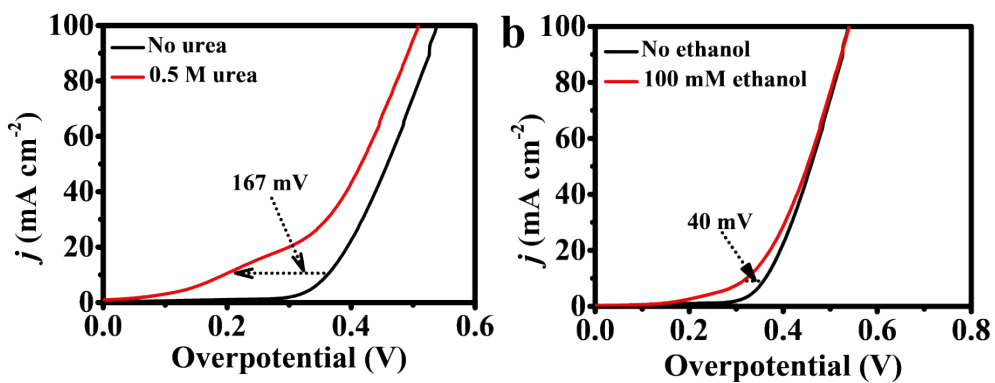 100
80
60
40
20
0
j (mA cm-2)
No urea
0.5 M urea
167 mV
0.0
0.2
0.4
0.6
Overpotential (V)
b
100
80
60
40
20
0
j (mA cm-2)
No ethanol
100 mM ethanol
40 mV
0.0
0.2
0.4
0.6
0.8
Overpotential (V)